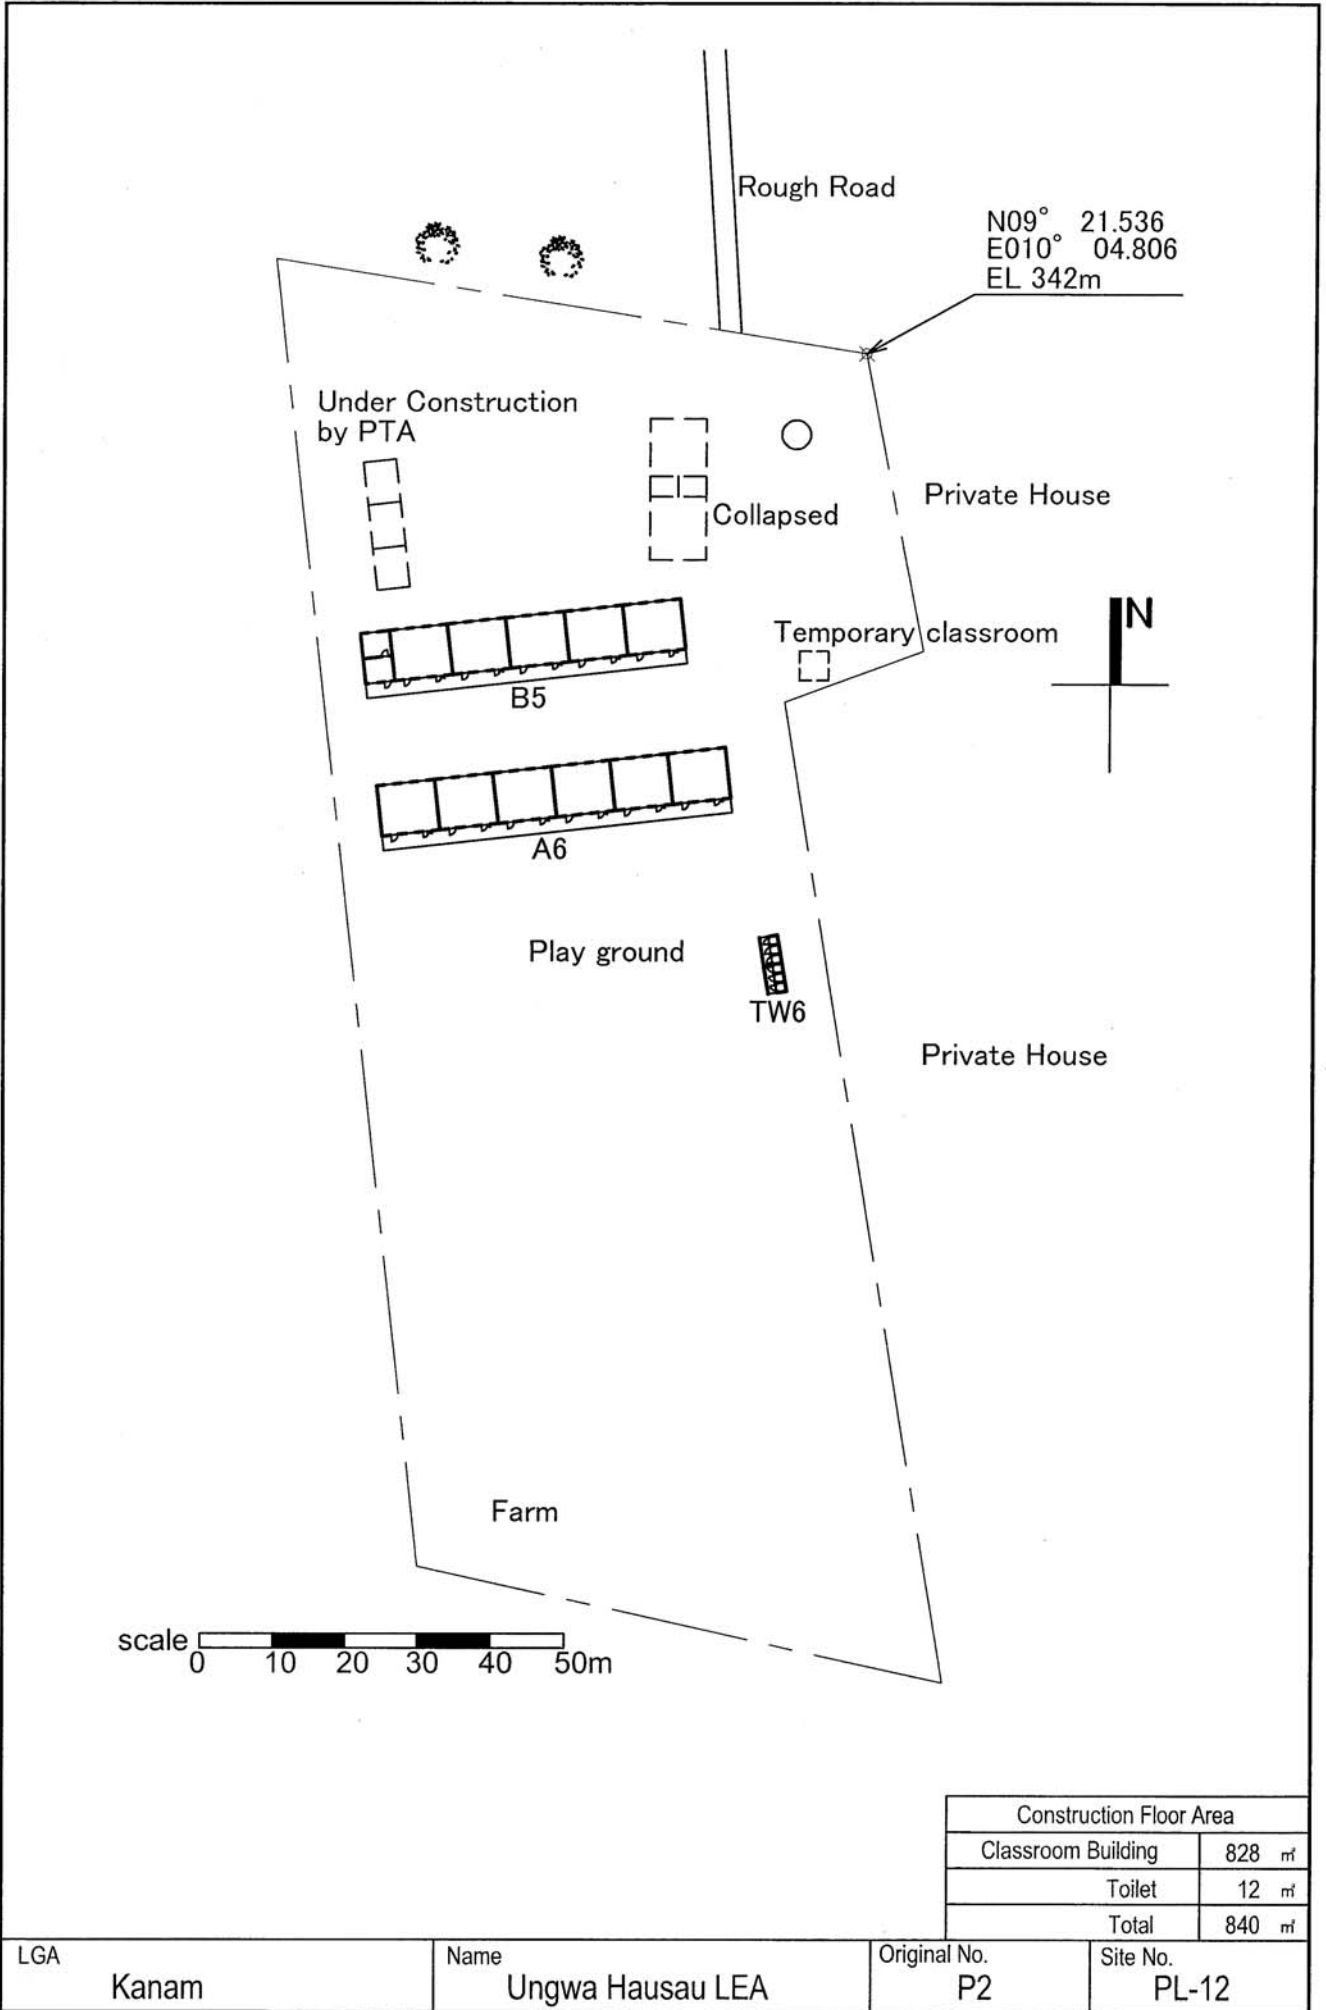 Rough Road
N09° 21.536
E010° 04.806
EL 342m
Under Construction
by PTA
Collapsed
Private House
Temporary classroom
N
B5
A6
Play ground
TW6
Private House
Farm
scale
0 10 20 30 40 50m
Construction Floor Area
Classroom Building 828 ㎡
Toilet 12 ㎡
Total 840 ㎡
LGA
Kanam
Name
Ungwa Hausau LEA
Original No.
P2
Site No.
PL-12